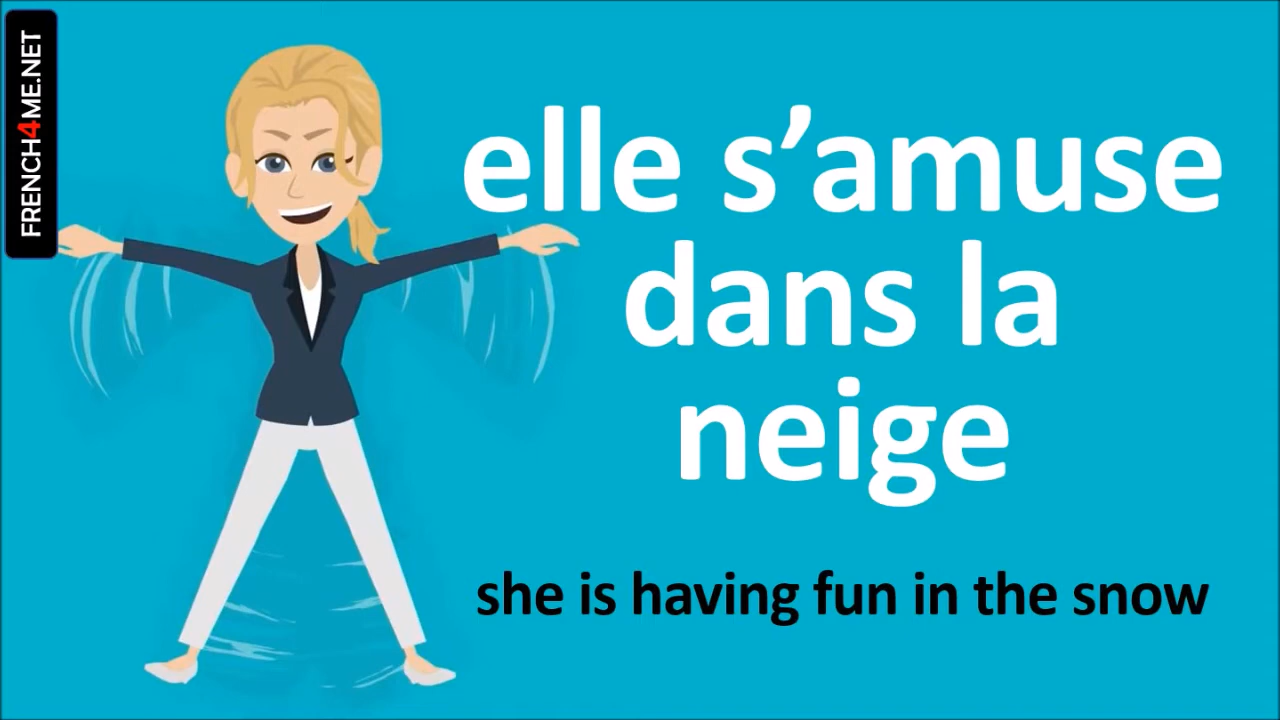 FRENCH4ME.NET
elle s’amuse
dans la
neige
she is having fun in the snow